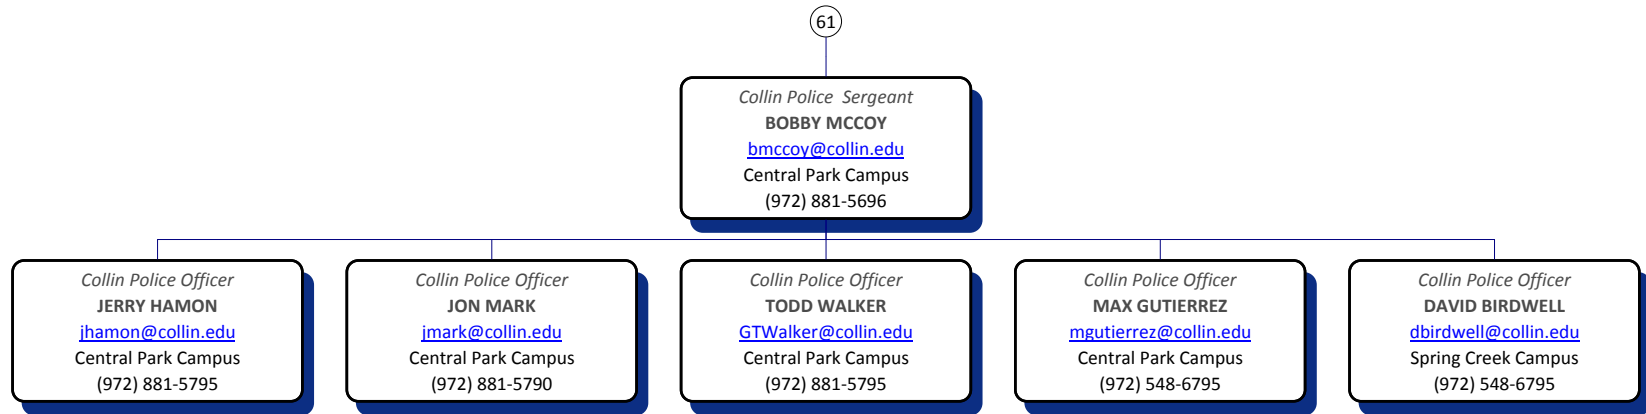 61
Collin Police  Sergeant
BOBBY MCCOY
bmccoy@collin.edu
Central Park Campus
(972) 881-5696
Collin Police Officer
JERRY HAMON
jhamon@collin.edu
Central Park Campus
(972) 881-5795
Collin Police Officer
JON MARK
jmark@collin.edu
Central Park Campus
(972) 881-5790
Collin Police Officer
TODD WALKER
GTWalker@collin.edu
Central Park Campus
(972) 881-5795
Collin Police Officer
MAX GUTIERREZ
mgutierrez@collin.edu
Central Park Campus
(972) 548-6795
Collin Police Officer
DAVID BIRDWELL
dbirdwell@collin.edu
Spring Creek Campus
(972) 548-6795